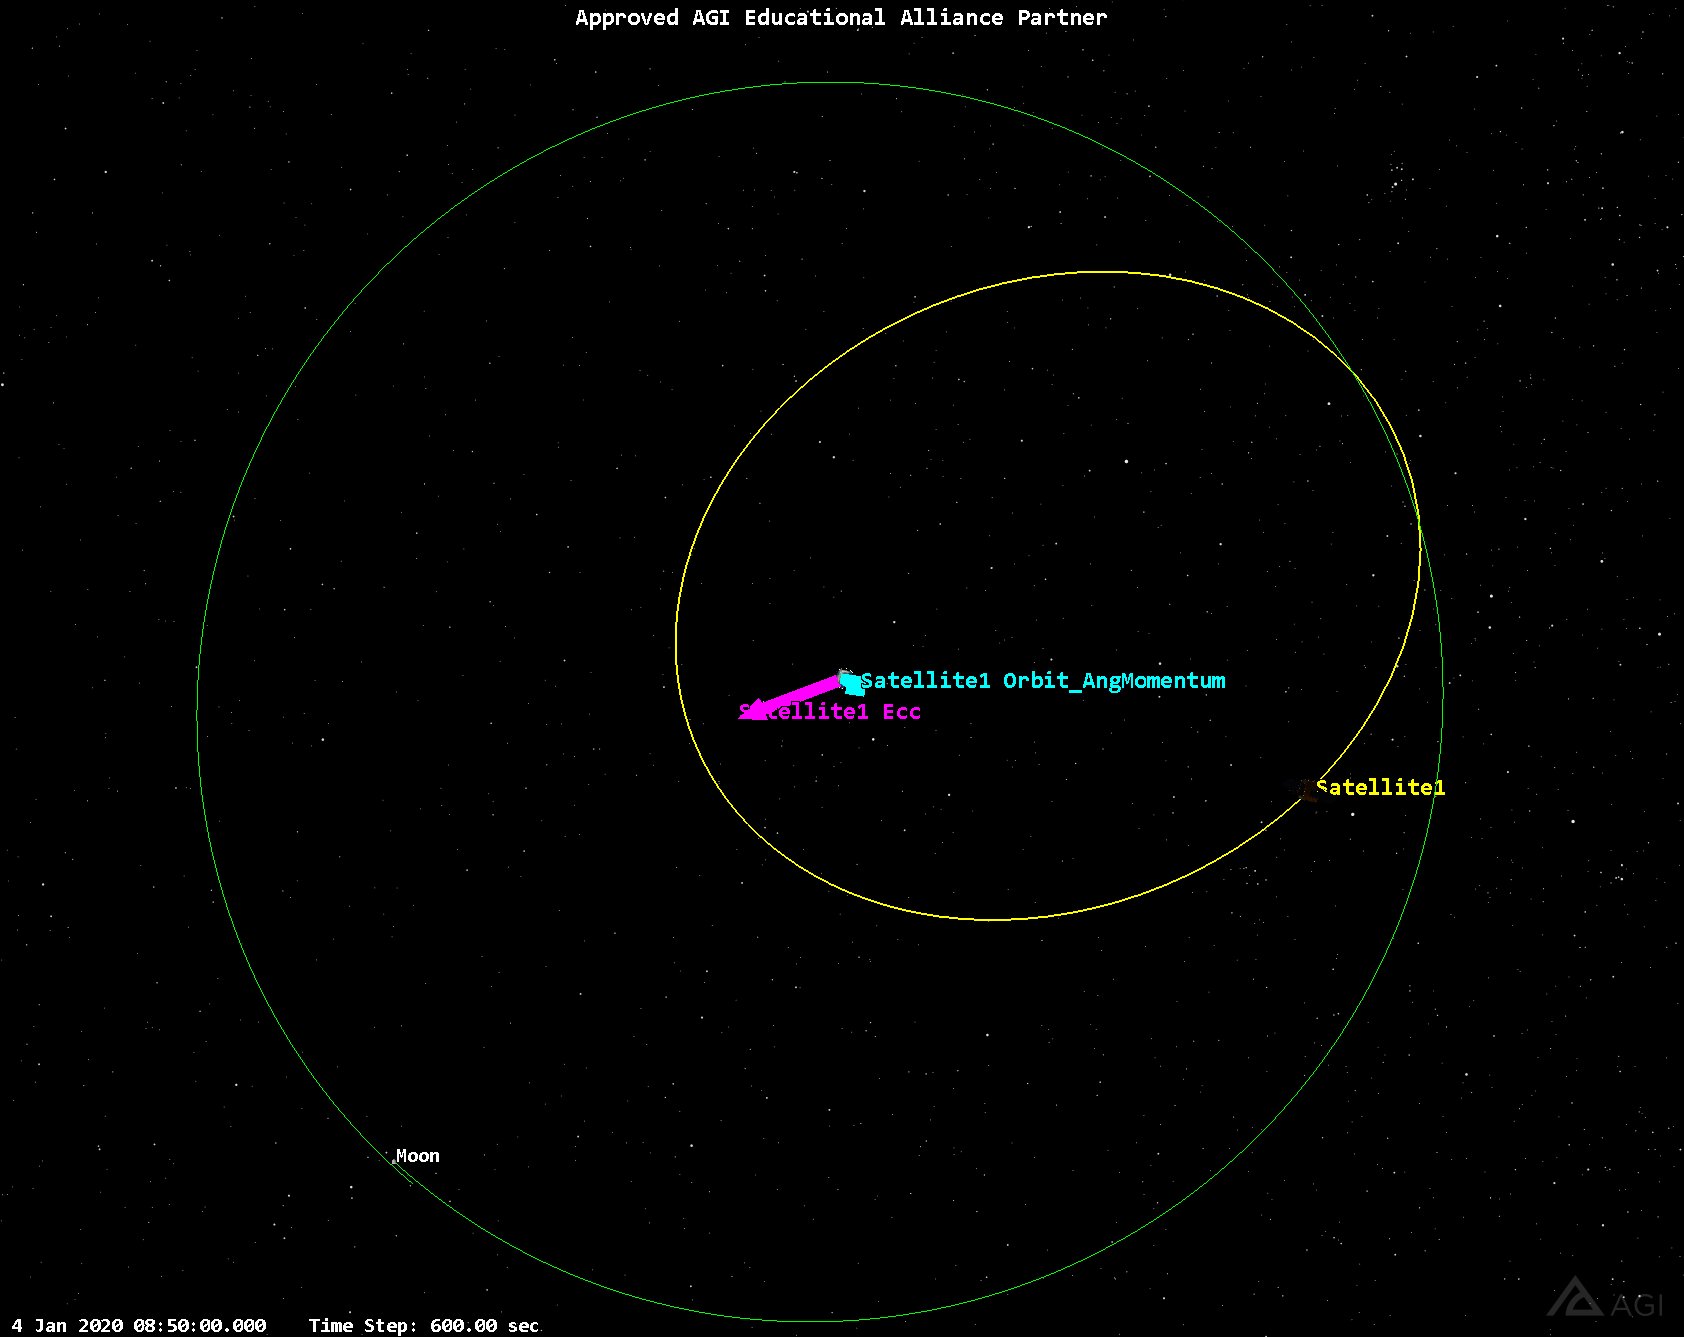 Approved AGI Educational Alliance Partner
Satellite1 Orbit_AngMomentum
Satellite1 Ecc
Satellite1
Moon
4 Jan 2020 08:50:00.000 Time Step: 600.00 sec
AGI